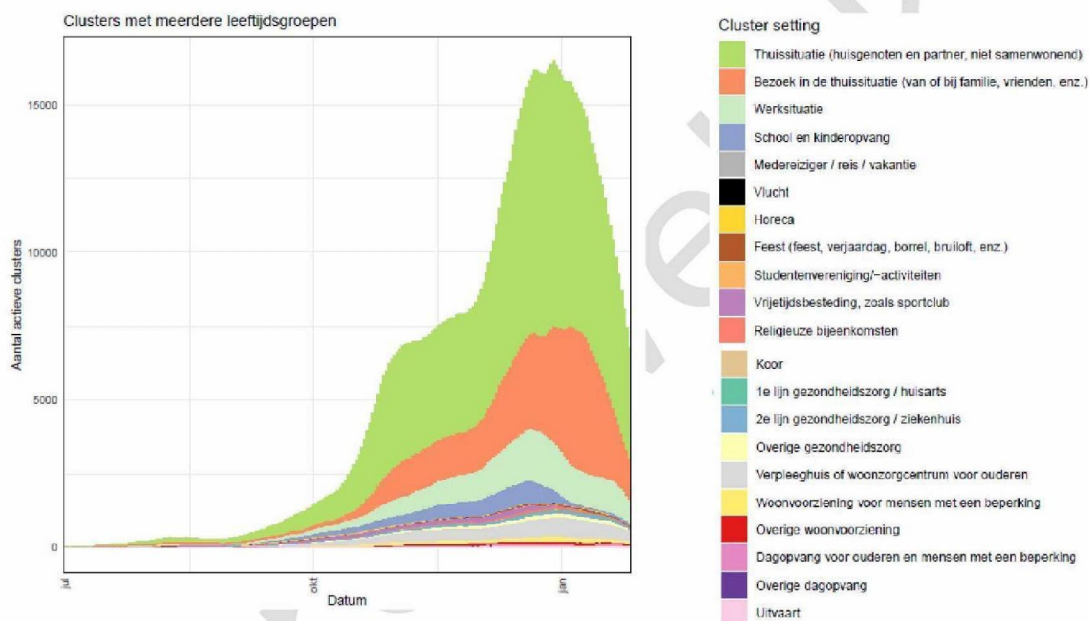 Clusters met meerdere leeftijdsgroepen
15000
10000
5000
0
Aantal actieve clusters
jul
okt
jan
Datum
Cluster setting
Thuissituatie (huisgenoten en partner, niet samenwonend)
Bezoek in de thuissituatie (van of bij familie, vrienden, enz.)
Werksituatie
School en kinderopvang
Medereiziger / reis / vakantie
Vlucht
Horeca
Feest (feest, verjaardag, borrel, bruiloft, enz.)
Studentenvereniging/-activiteiten
Vrijetijdsbesteding, zoals sportclub
Religieuze bijeenkomsten
Koor
1e lijn gezondheidszorg / huisarts
2e lijn gezondheidszorg / ziekenhuis
Overige gezondheidszorg
Verpleeghuis of woonzorgcentrum voor ouderen
Woonvoorziening voor mensen met een beperking
Overige woonvoorziening
Dagopvang voor ouderen en mensen met een beperking
Overige dagopvang
Uitvaart